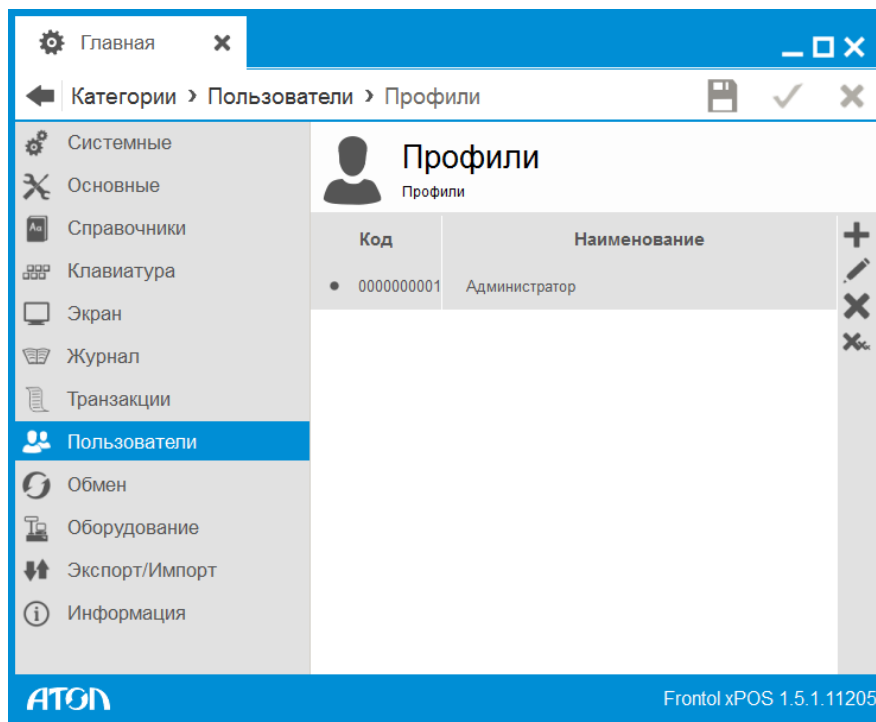 Главная
Категории > Пользователи > Профили
Системные
Основные
Справочники
Клавиатура
Экран
Журнал
Транзакции
Пользователи
Обмен
Оборудование
Экспорт/Импорт
Информация
Профили
Профили
Код Наименование
0000000001 Администратор
АТОЛ Frontol xPOS 1.5.1.11205